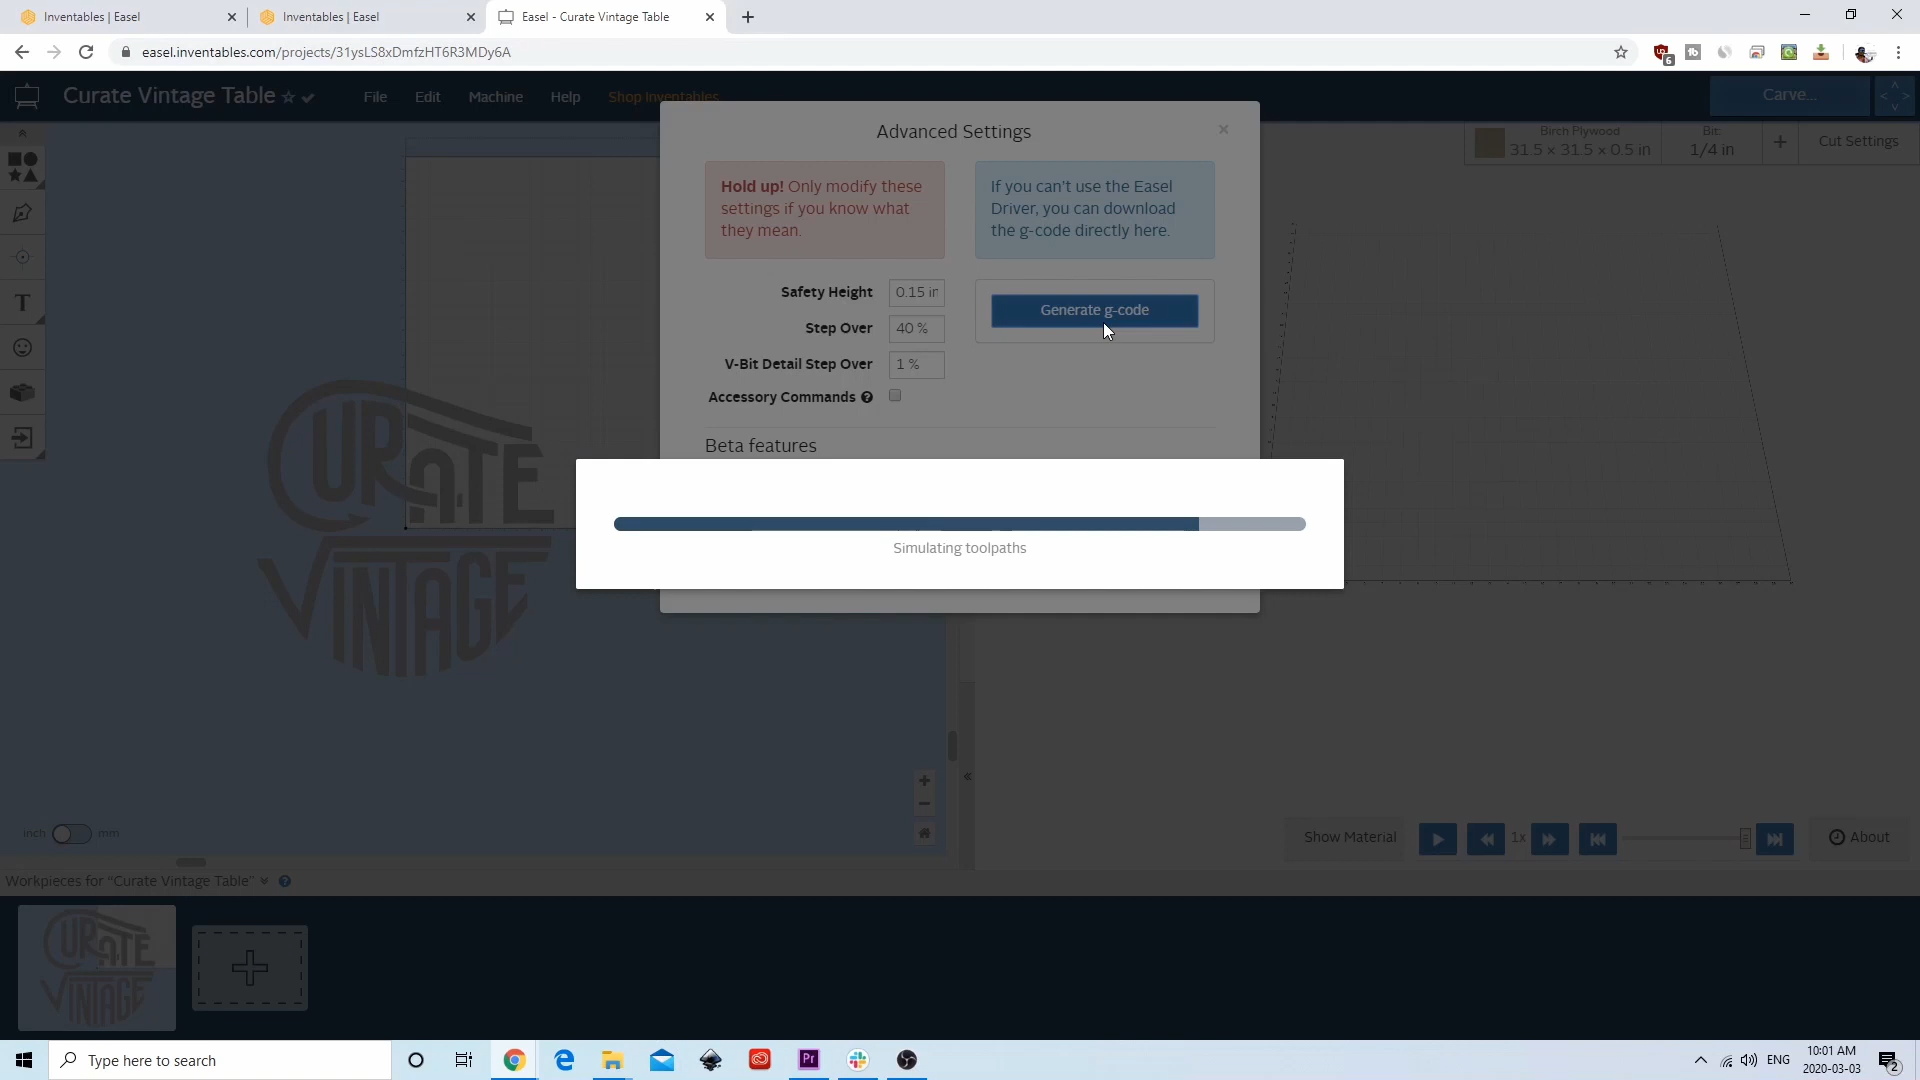 Inventables | Easel
Inventables | Easel
Easel - Curate Vintage Table
easel.inventables.com/projects/31ysLS8xDmfzHT6R3MDy6A
6
Curate Vintage Table
File
Edit
Machine
Help
Shop Inventables
Carve...
Birch Plywood
31.5 × 31.5 × 0.5 in
Bit:
1/4 in
Cut Settings
Advanced Settings
Hold up! Only modify these
settings if you know what
they mean.
If you can't use the Easel
Driver, you can download
the g-code directly here.
Safety Height
0.15 in
Step Over
40 %
V-Bit Detail Step Over
1 %
Accessory Commands
Generate g-code
Beta features
Simulating toolpaths
CURATE
VINTAGE
inch
mm
Show Material
1x
About
Workpieces for “Curate Vintage Table”
CURATE
VINTAGE
Type here to search
Pr
ENG
10:01 AM
2020-03-03
2